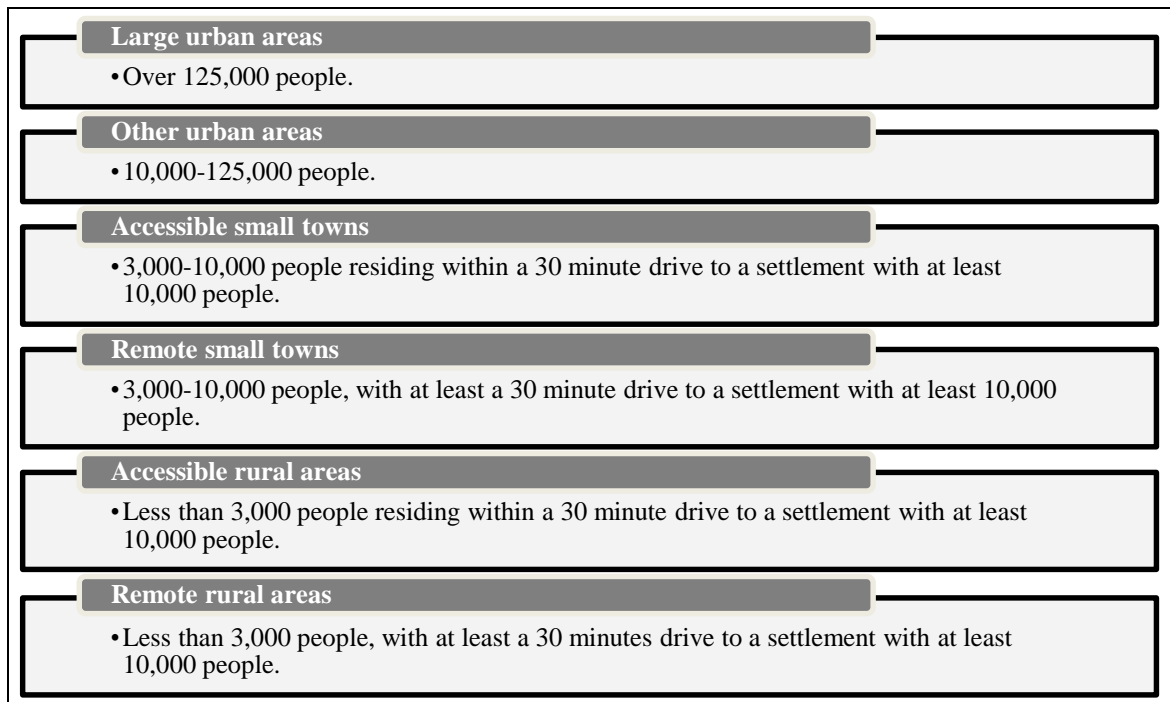 Large urban areas
•Over 125,000 people.
Other urban areas
•10,000-125,000 people.
Accessible small towns
•3,000-10,000 people residing within a 30 minute drive to a settlement with at least
10,000 people.
Remote small towns
•3,000-10,000 people, with at least a 30 minute drive to a settlement with at least 10,000
people.
Accessible rural areas
•Less than 3,000 people residing within a 30 minute drive to a settlement with at least
10,000 people.
Remote rural areas
•Less than 3,000 people, with at least a 30 minutes drive to a settlement with at least
10,000 people.